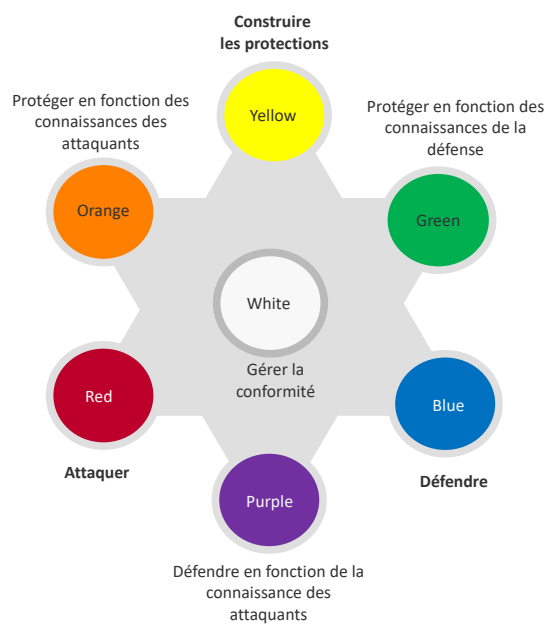 Construire
les protections
Yellow
Protéger en fonction des
connaissances des
attaquants
Orange
Protéger en fonction des
connaissances de la
défense
Green
White
Gérer la
conformité
Red
Attaquer
Blue
Défendre
Purple
Défendre en fonction de la
connaissance des
attaquants